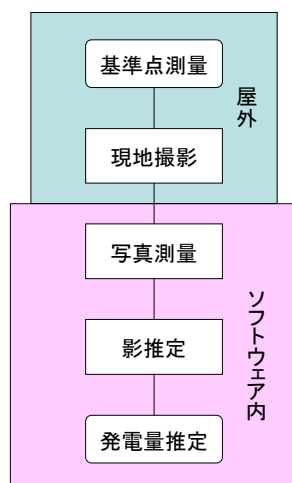 基準点測量
屋外
現地撮影
写真測量
影推定
ソフトウェア内
発電量推定